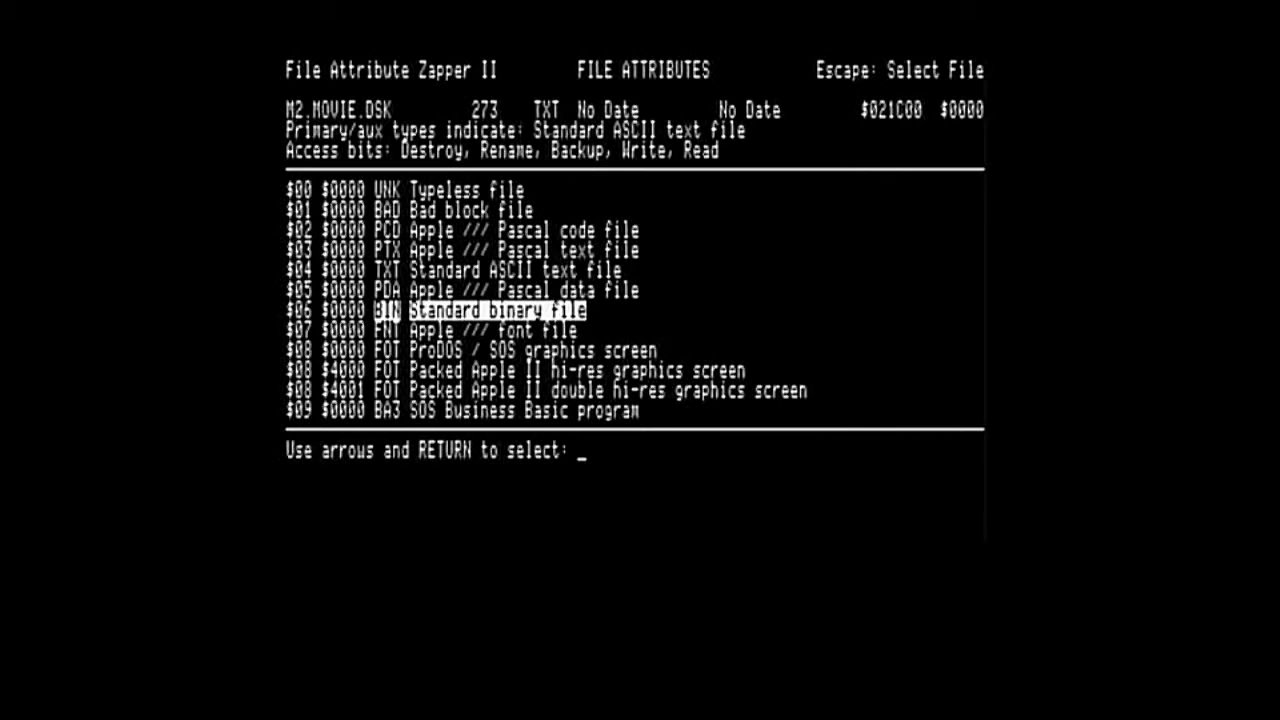 File Attribute Zapper II FILE ATTRIBUTES Escape: Select File
M2.MOVIE.DSK 273 TXT No Date No Date $021C00 $0000
Primary/aux types indicate: Standard ASCII text file
Access bits: Destroy, Rename, Backup, Write, Read
$00 $0000 UNK Typeless file
$01 $0000 BAD Bad block file
$02 $0000 PCD Apple /// Pascal code file
$03 $0000 PTX Apple /// Pascal text file
$04 $0000 TXT Standard ASCII text file
$05 $0000 PDA Apple /// Pascal data file
$06 $0000 BIN Standard binary file
$07 $0000 FNT Apple /// font file
$08 $0000 FOT ProDOS / SOS graphics screen
$08 $4000 FOT Packed Apple II hi-res graphics screen
$08 $4001 FOT Packed Apple II double hi-res graphics screen
$09 $0000 BA3 SOS Business Basic program
Use arrows and RETURN to select: _